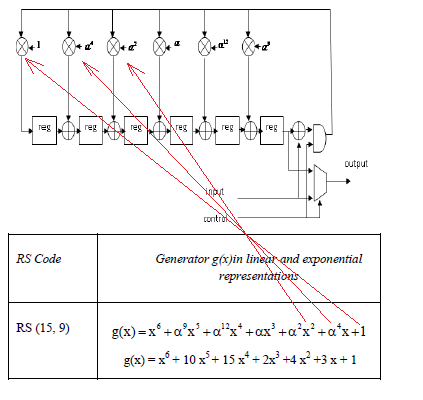 1 α⁴ α² α α¹² α⁹
reg reg reg reg reg reg
output
input
control
RS Code Generator g(x)in linear and exponential
representations
RS (15, 9) g(x) = x⁶ + α⁹x⁵ + α¹²x⁴ + αx³ + α²x² + α⁴x + 1
g(x) = x⁶ + 10 x⁵ + 15 x⁴ + 2x³ +4 x² +3 x + 1